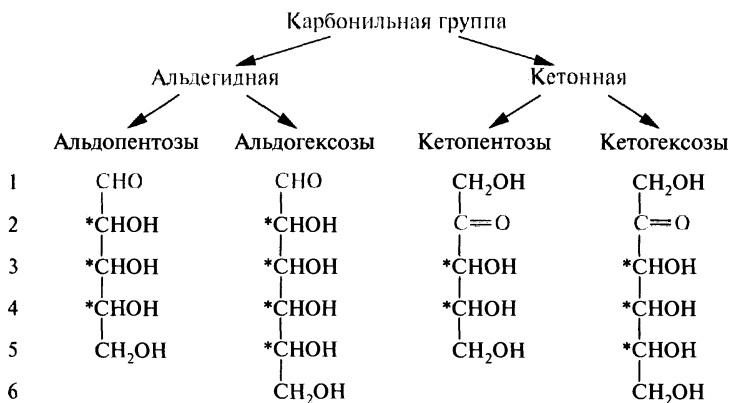 Карбонильная группа
Альдегидная Кетонная
Альдопентозы Альдогексозы Кетопентозы Кетогексозы
1 CHO CHO CH₂OH CH₂OH
2 *CHOH *CHOH C=O C=O
3 *CHOH *CHOH *CHOH *CHOH
4 *CHOH *CHOH *CHOH *CHOH
5 CH₂OH *CHOH CH₂OH *CHOH
6 CH₂OH CH₂OH